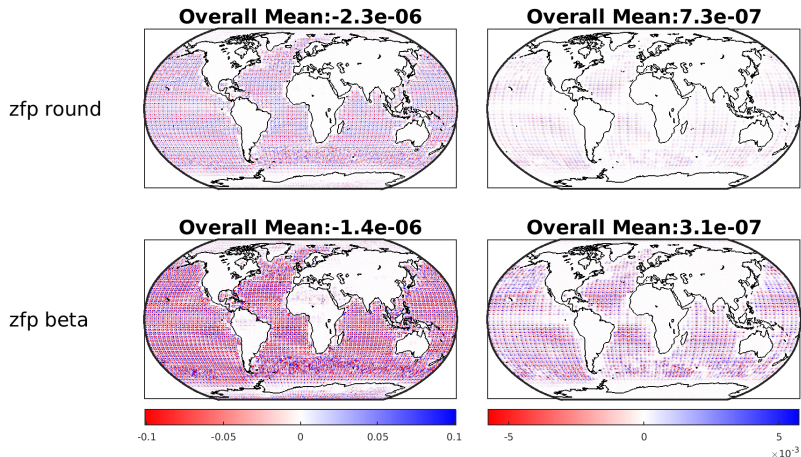 Overall Mean:-2.3e-06 Overall Mean:7.3e-07
zfp round
Overall Mean:-1.4e-06 Overall Mean:3.1e-07
zfp beta
-0.1 -0.05 0 0.05 0.1 -5 0 5
×10-3